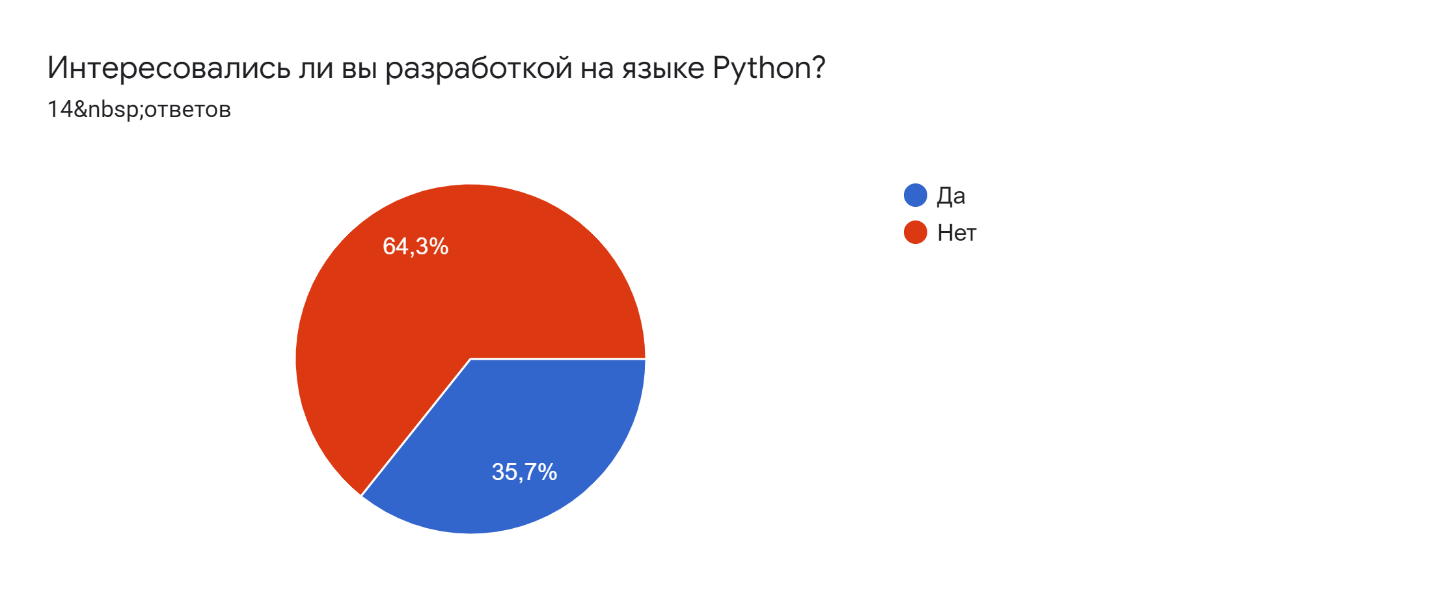 Интересовались ли вы разработкой на языке Python?
14&nbsp;ответов
Да
Нет
64,3%
35,7%